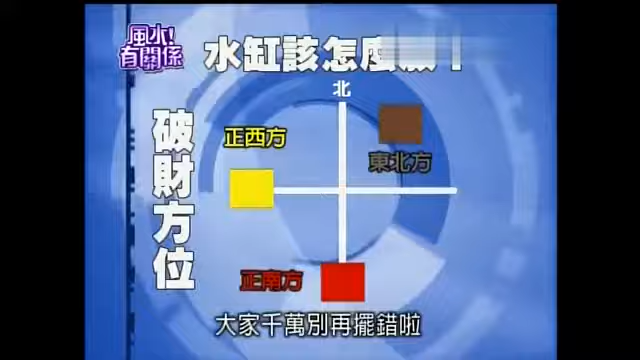 風水!
有關係
水缸該怎
北
破財方位
正西方
東北方
正南方
大家千萬別再擺錯啦